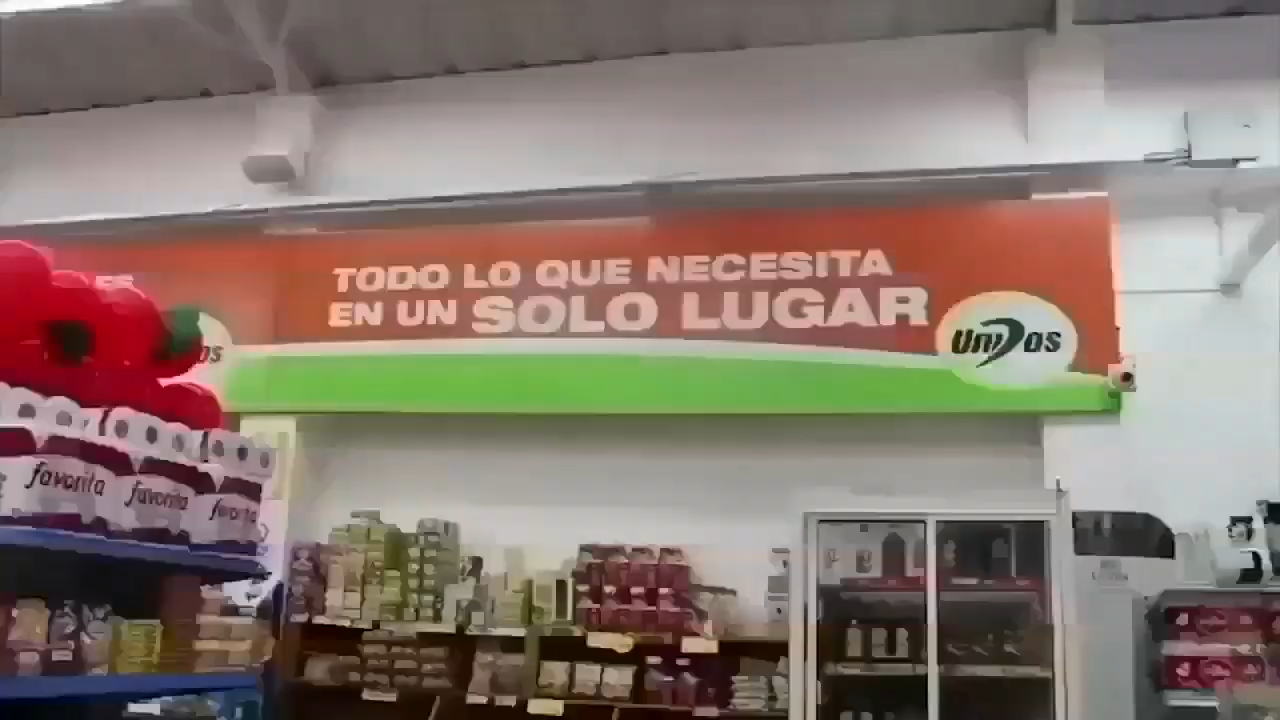 TODO LO QUE NECESITA
EN UN SOLO LUGAR
Unidos
favorita
favorita
favorita